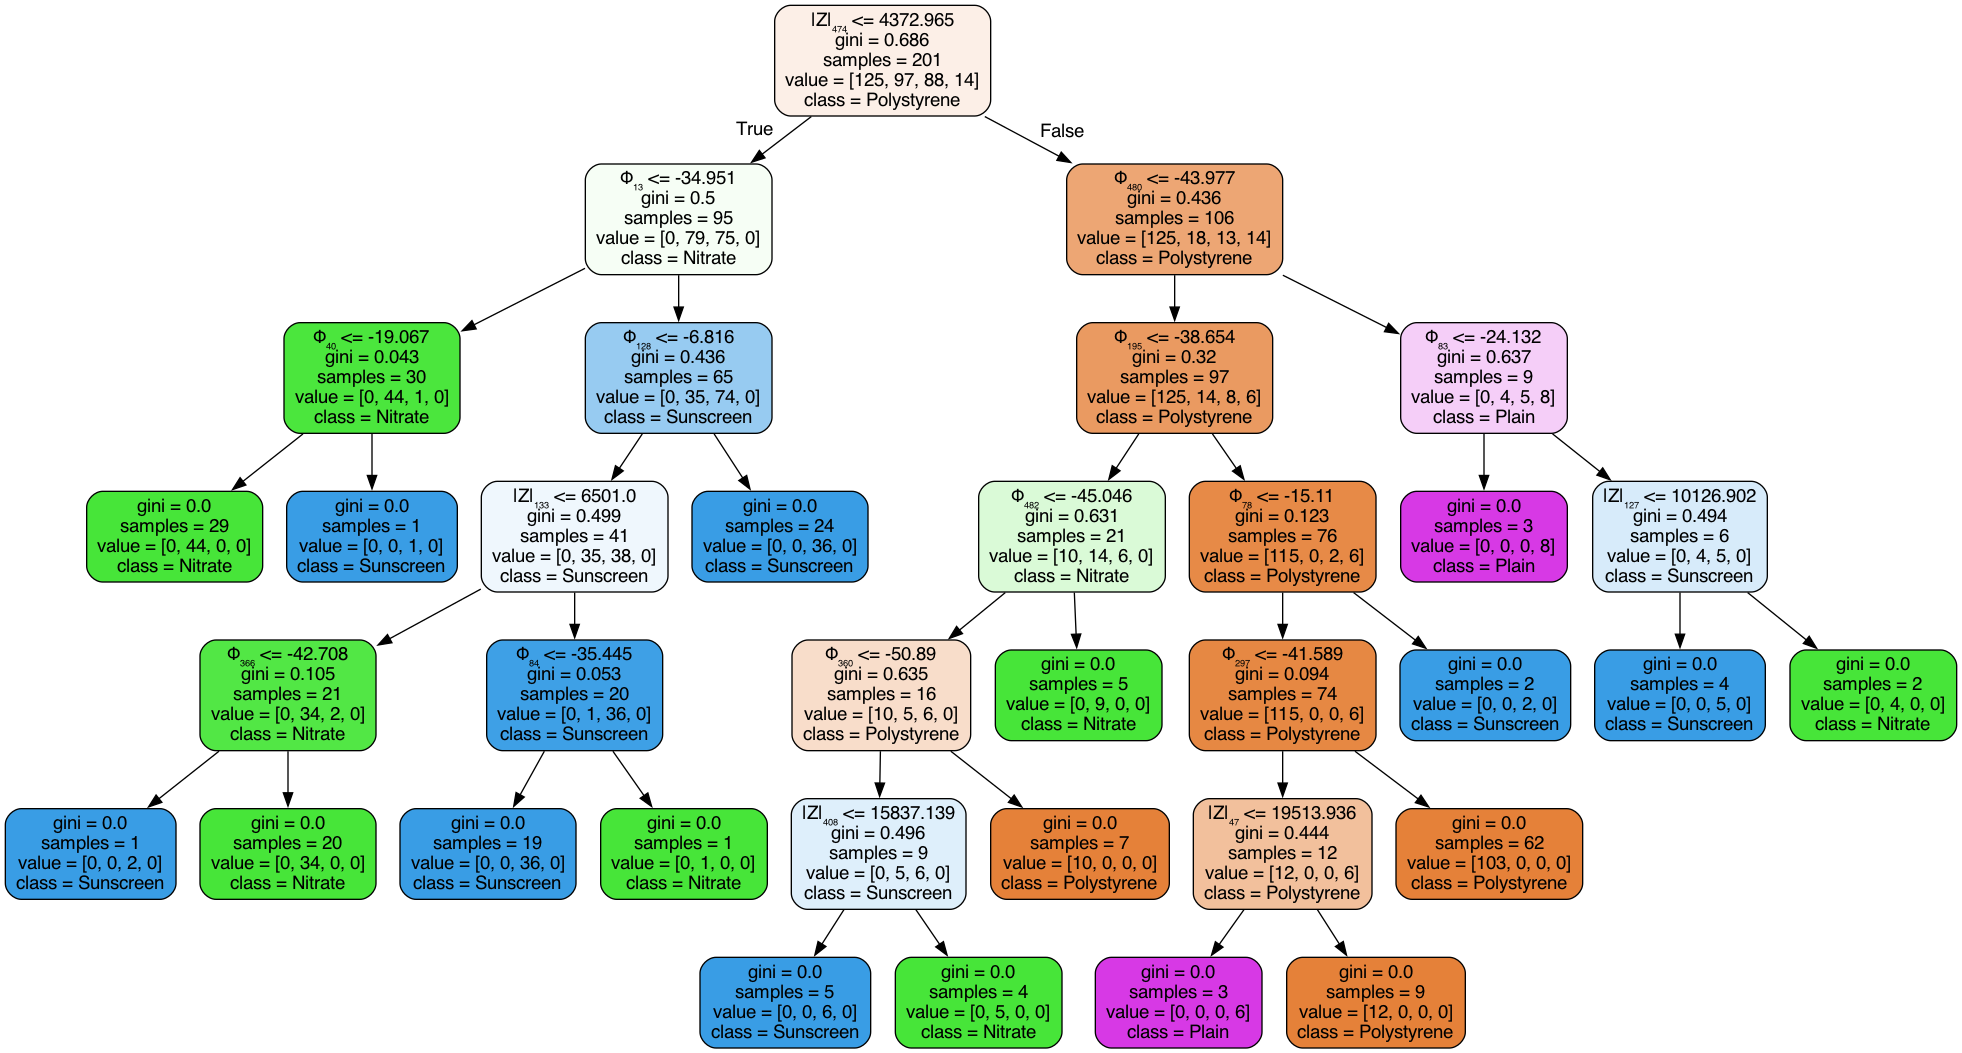 |Z|₄₇₄ <= 4372.965
gini = 0.686
samples = 201
value = [125, 97, 88, 14]
class = Polystyrene
True
False
Φ₁₃ <= -34.951
gini = 0.5
samples = 95
value = [0, 79, 75, 0]
class = Nitrate
Φ₄₈₀ <= -43.977
gini = 0.436
samples = 106
value = [125, 18, 13, 14]
class = Polystyrene
Φ₄₀ <= -19.067
gini = 0.043
samples = 30
value = [0, 44, 1, 0]
class = Nitrate
Φ₁₂₈ <= -6.816
gini = 0.436
samples = 65
value = [0, 35, 74, 0]
class = Sunscreen
Φ₁₉₅ <= -38.654
gini = 0.32
samples = 97
value = [125, 14, 8, 6]
class = Polystyrene
Φ₈₃ <= -24.132
gini = 0.637
samples = 9
value = [0, 4, 5, 8]
class = Plain
gini = 0.0
samples = 29
value = [0, 44, 0, 0]
class = Nitrate
gini = 0.0
samples = 1
value = [0, 0, 1, 0]
class = Sunscreen
|Z|₁₃₃ <= 6501.0
gini = 0.499
samples = 41
value = [0, 35, 38, 0]
class = Sunscreen
gini = 0.0
samples = 24
value = [0, 0, 36, 0]
class = Sunscreen
Φ₄₈₂ <= -45.046
gini = 0.631
samples = 21
value = [10, 14, 6, 0]
class = Nitrate
Φ₇₈ <= -15.11
gini = 0.123
samples = 76
value = [115, 0, 2, 6]
class = Polystyrene
gini = 0.0
samples = 3
value = [0, 0, 0, 8]
class = Plain
|Z|₁₂₇ <= 10126.902
gini = 0.494
samples = 6
value = [0, 4, 5, 0]
class = Sunscreen
Φ₃₆₆ <= -42.708
gini = 0.105
samples = 21
value = [0, 34, 2, 0]
class = Nitrate
Φ₈₄ <= -35.445
gini = 0.053
samples = 20
value = [0, 1, 36, 0]
class = Sunscreen
Φ₃₆₀ <= -50.89
gini = 0.635
samples = 16
value = [10, 5, 6, 0]
class = Polystyrene
gini = 0.0
samples = 5
value = [0, 9, 0, 0]
class = Nitrate
Φ₂₉₇ <= -41.589
gini = 0.094
samples = 74
value = [115, 0, 0, 6]
class = Polystyrene
gini = 0.0
samples = 2
value = [0, 0, 2, 0]
class = Sunscreen
gini = 0.0
samples = 4
value = [0, 0, 5, 0]
class = Sunscreen
gini = 0.0
samples = 2
value = [0, 4, 0, 0]
class = Nitrate
gini = 0.0
samples = 1
value = [0, 0, 2, 0]
class = Sunscreen
gini = 0.0
samples = 20
value = [0, 34, 0, 0]
class = Nitrate
gini = 0.0
samples = 19
value = [0, 0, 36, 0]
class = Sunscreen
gini = 0.0
samples = 1
value = [0, 1, 0, 0]
class = Nitrate
|Z|₄₀₈ <= 15837.139
gini = 0.496
samples = 9
value = [0, 5, 6, 0]
class = Sunscreen
gini = 0.0
samples = 7
value = [10, 0, 0, 0]
class = Polystyrene
|Z|₄₇ <= 19513.936
gini = 0.444
samples = 12
value = [12, 0, 0, 6]
class = Polystyrene
gini = 0.0
samples = 62
value = [103, 0, 0, 0]
class = Polystyrene
gini = 0.0
samples = 5
value = [0, 0, 6, 0]
class = Sunscreen
gini = 0.0
samples = 4
value = [0, 5, 0, 0]
class = Nitrate
gini = 0.0
samples = 3
value = [0, 0, 0, 6]
class = Plain
gini = 0.0
samples = 9
value = [12, 0, 0, 0]
class = Polystyrene